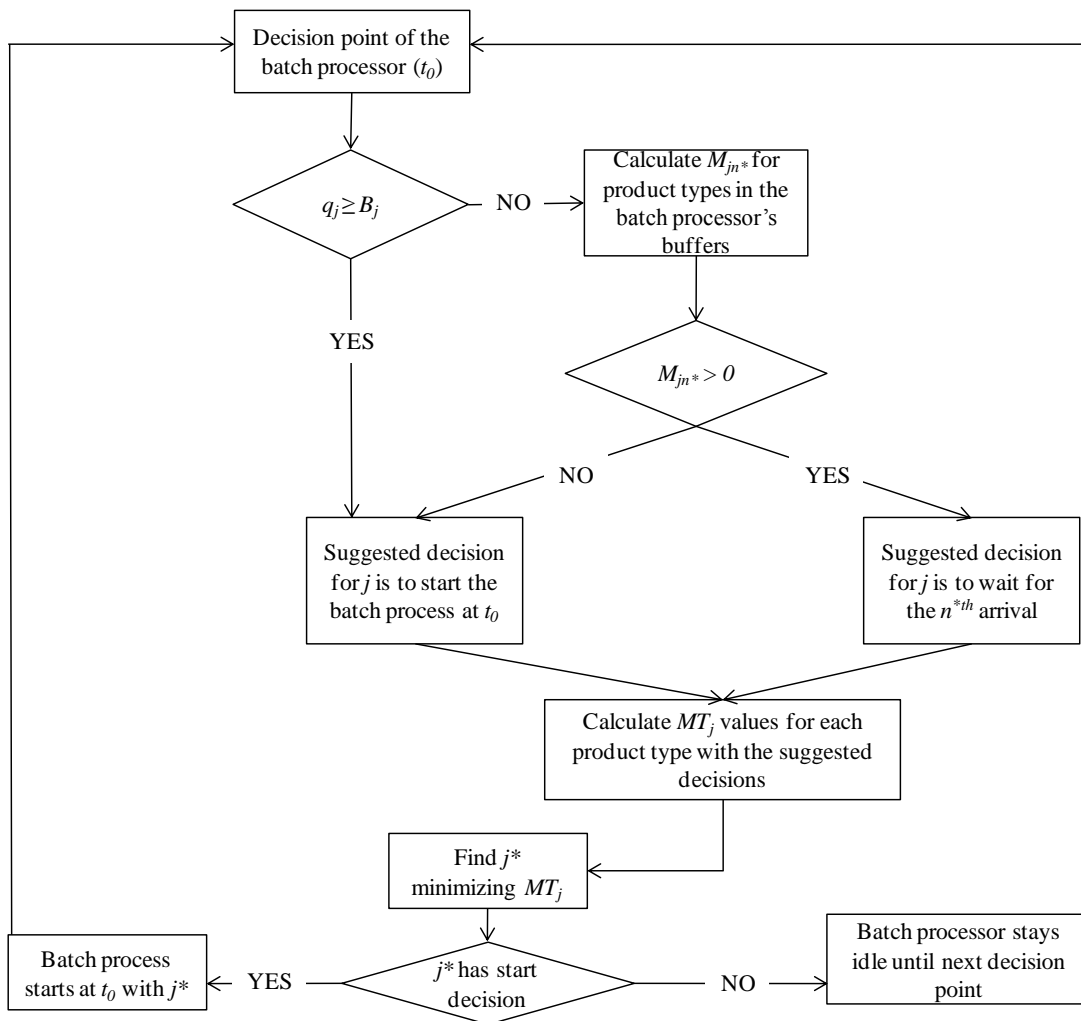 Decision point of the
batch processor (t0)
qj ≥ Bj
NO
Calculate Mjn* for
product types in the
batch processor's
buffers
YES
Mjn* > 0
NO
YES
Suggested decision
for j is to start the
batch process at t0
Suggested decision
for j is to wait for
the n*th arrival
Calculate MTj values for each
product type with the suggested
decisions
Find j*
minimizing MTj
Batch process
starts at t0 with j*
YES
j* has start
decision
NO
Batch processor stays
idle until next decision
point